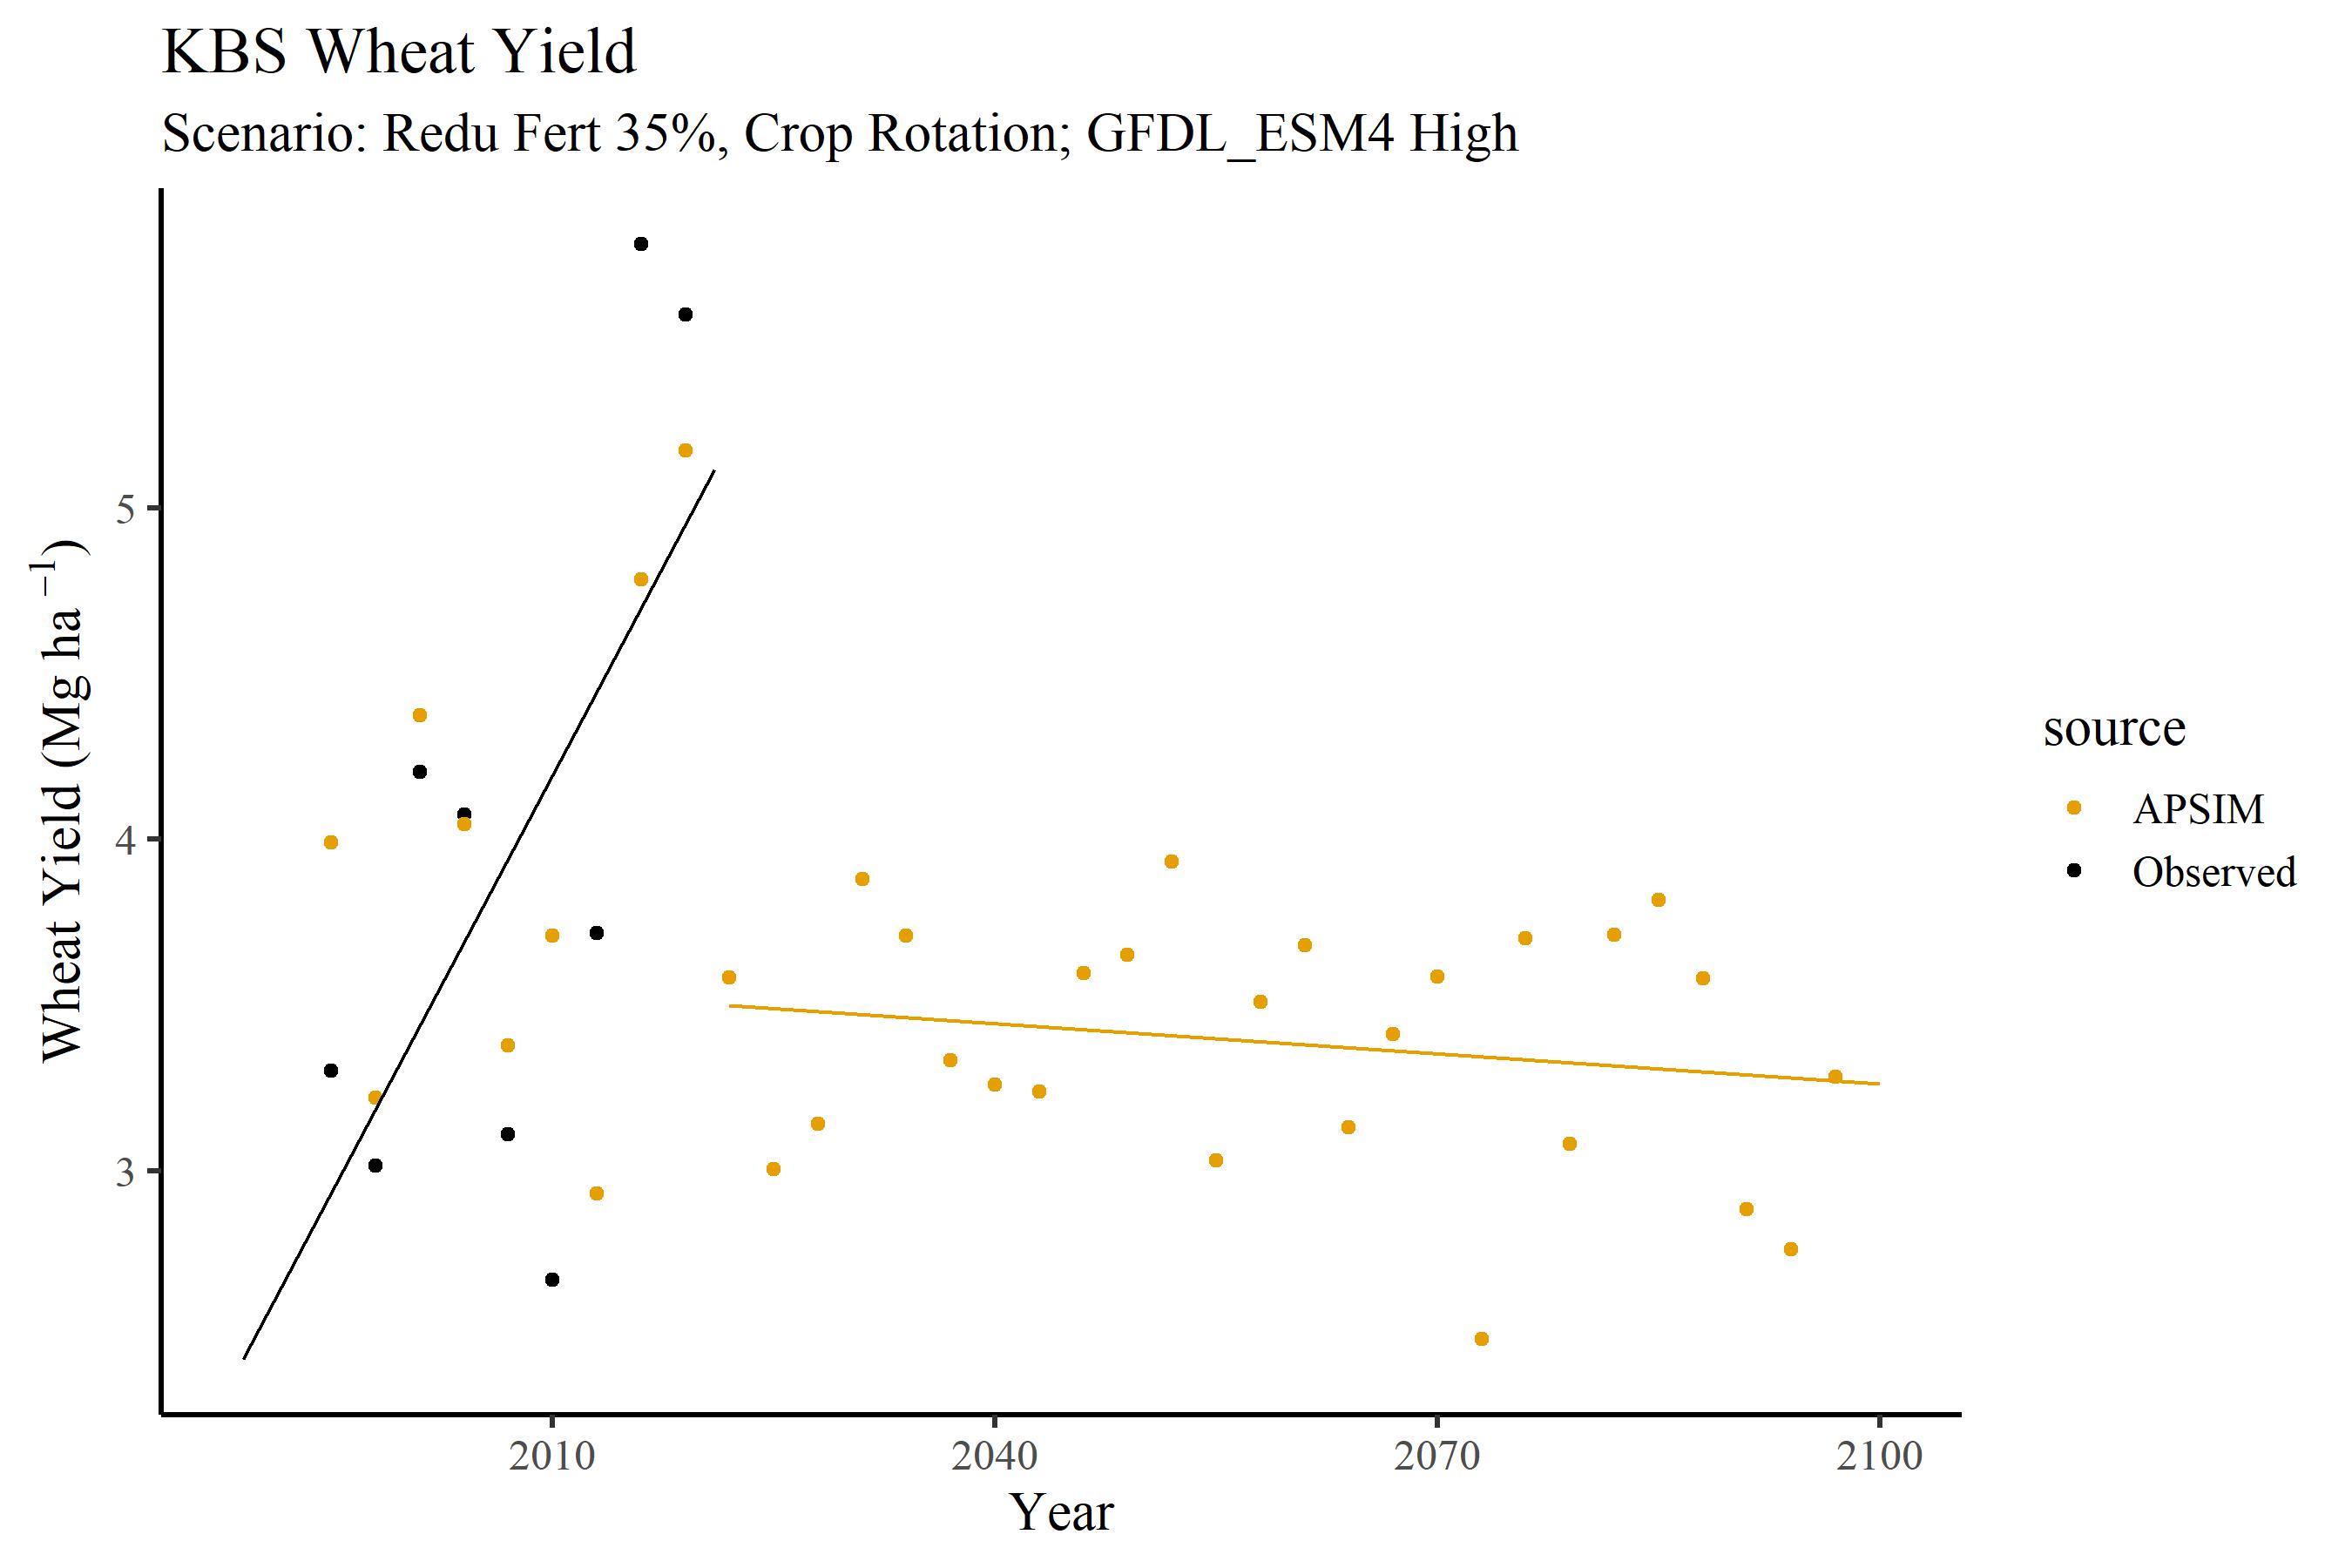 KBS Wheat Yield
Scenario: Redu Fert 35%, Crop Rotation; GFDL_ESM4 High
Wheat Yield (Mg ha⁻¹)
5
4
3
2010
2040
2070
2100
Year
source
APSIM
Observed